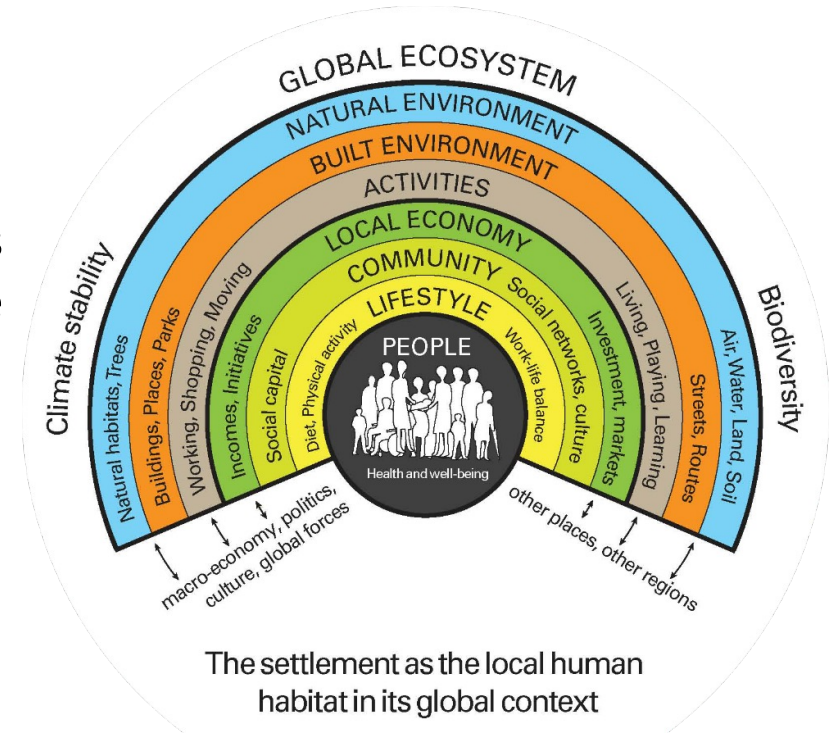 GLOBAL ECOSYSTEM
NATURAL ENVIRONMENT
BUILT ENVIRONMENT
ACTIVITIES
LOCAL ECONOMY
COMMUNITY
LIFESTYLE
PEOPLE
Health and well-being
Climate stability
Natural habitats, Trees
Buildings, Places, Parks
Working, Shopping, Moving
Incomes, Initiatives
Social capital
Diet, Physical activity
Work-life balance
Social networks, culture
Investment, markets
Living, Playing, Learning
Streets, Routes
Air, Water, Land, Soil
Biodiversity
macro-economy, politics,
culture, global forces
other places, other regions
The settlement as the local human
habitat in its global context